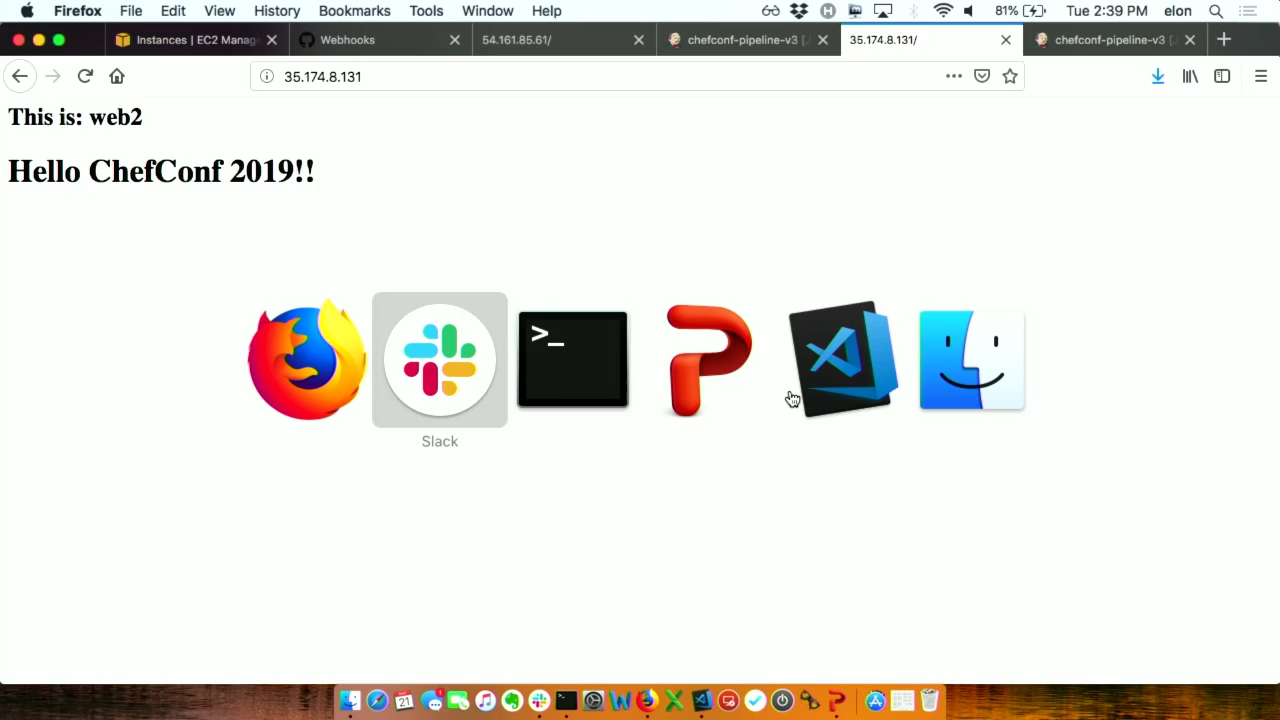 Firefox File Edit View History Bookmarks Tools Window Help 81% Tue 2:39 PM elon
Instances | EC2 Manag Webhooks 54.161.85.61/ chefconf-pipeline-v3 [J 35.174.8.131/ chefconf-pipeline-v3 [J
35.174.8.131
This is: web2
Hello ChefConf 2019!!
>_
Slack
21 1